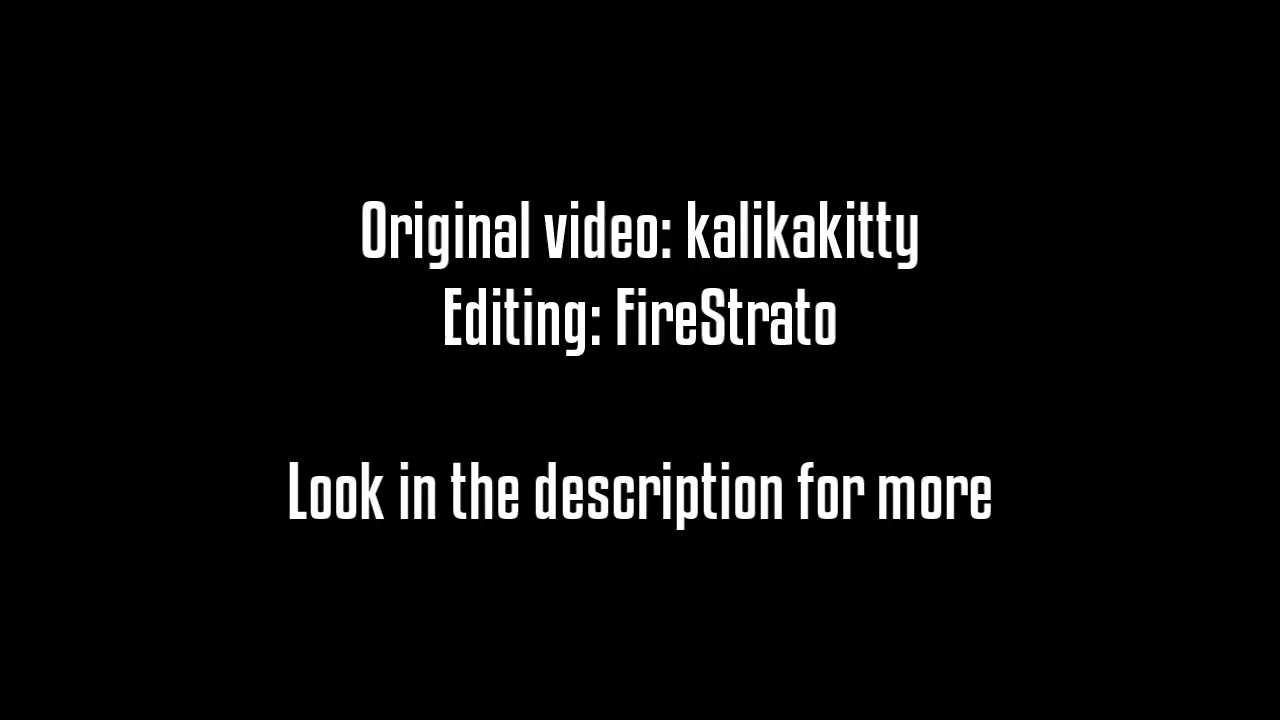 Original video: kalikakitty
Editing: FireStrato
Look in the description for more